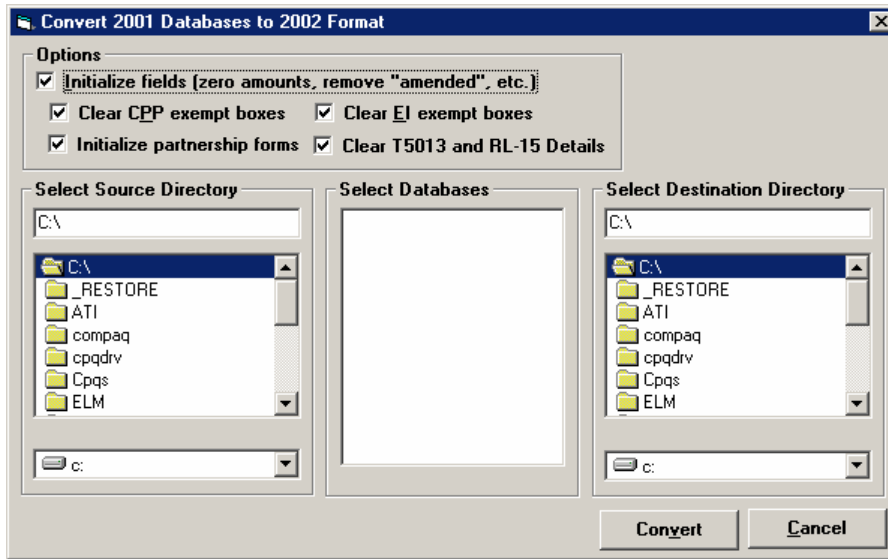 Convert 2001 Databases to 2002 Format
Options
Initialize fields (zero amounts, remove "amended", etc.)
Clear CPP exempt boxes
Clear EI exempt boxes
Initialize partnership forms
Clear T5013 and RL-15 Details
Select Source Directory
C:\
C:\
_RESTORE
ATI
compaq
cpqdrv
Cpqs
ELM
c:
Select Databases
Select Destination Directory
C:\
C:\
_RESTORE
ATI
compaq
cpqdrv
Cpqs
ELM
c:
Convert
Cancel